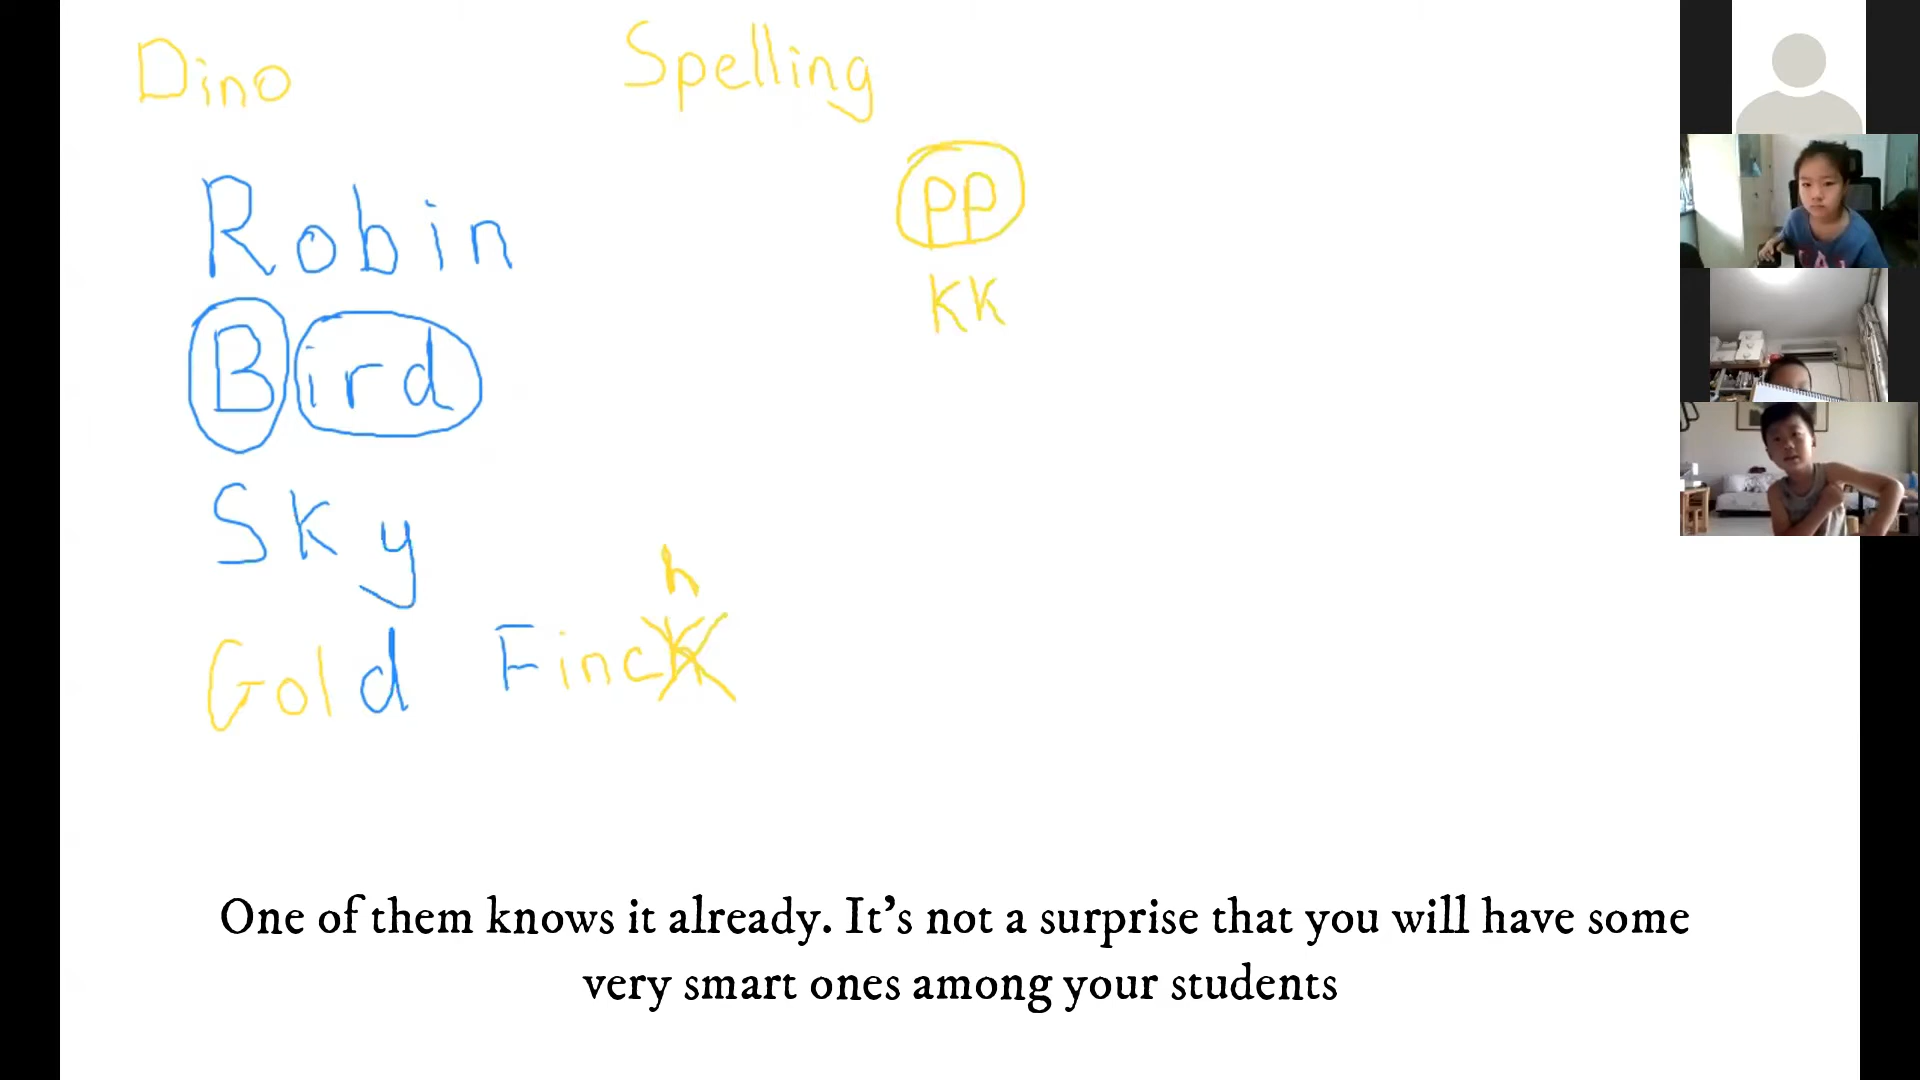 Dino Spelling
PP
Robin
KK
Bird
Sky
h
Gold Finck
One of them knows it already. It's not a surprise that you will have some
very smart ones among your students